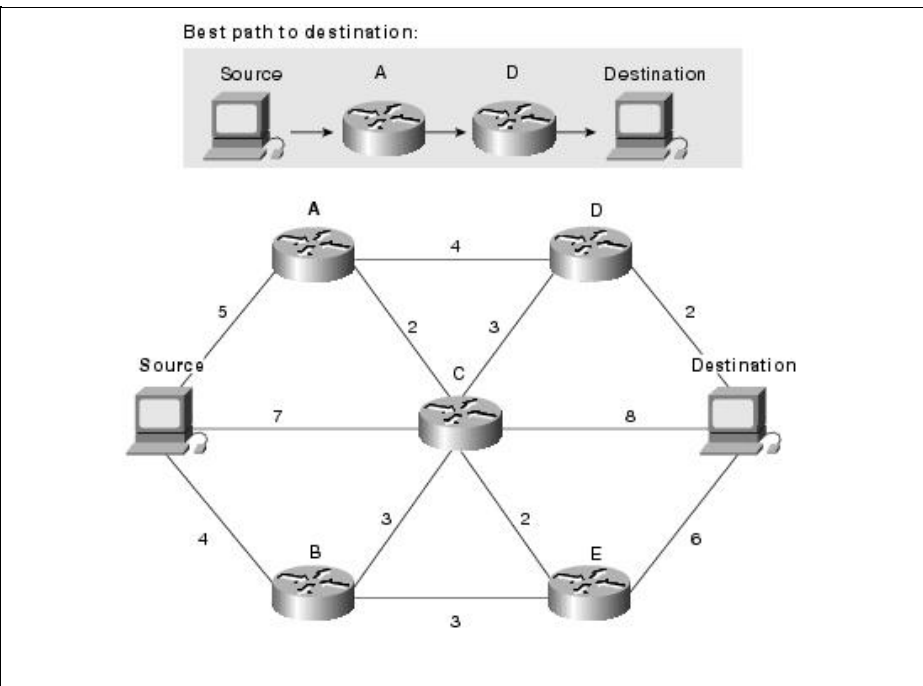 Best path to destination:
Source
A
D
Destination
A
D
4
5
2
3
2
Source
C
Destination
7
8
3
2
4
6
B
E
3